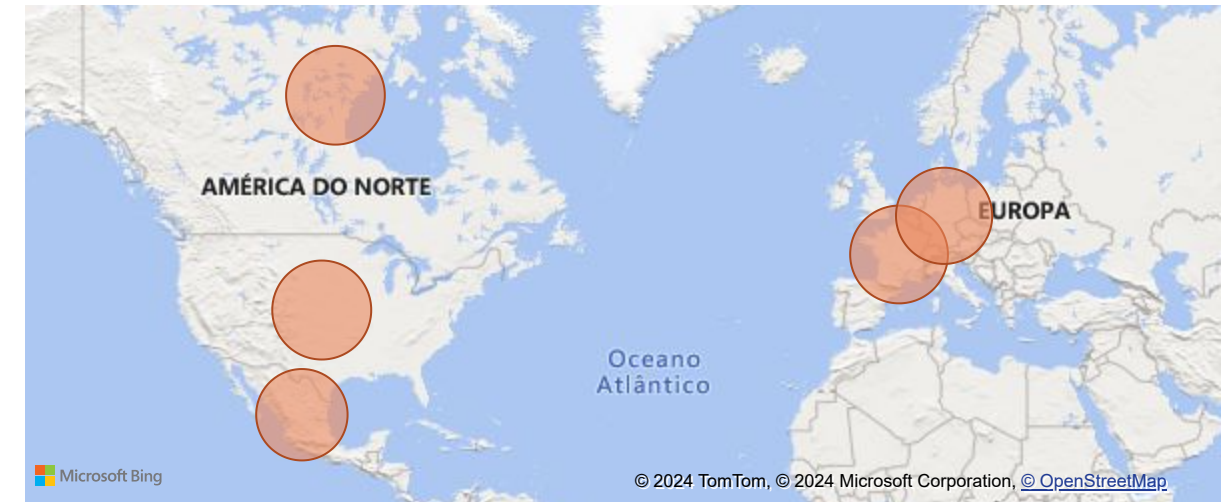 AMÉRICA DO NORTE
EUROPA
Oceano
Atlântico
Microsoft Bing
© 2024 TomTom, © 2024 Microsoft Corporation, © OpenStreetMap